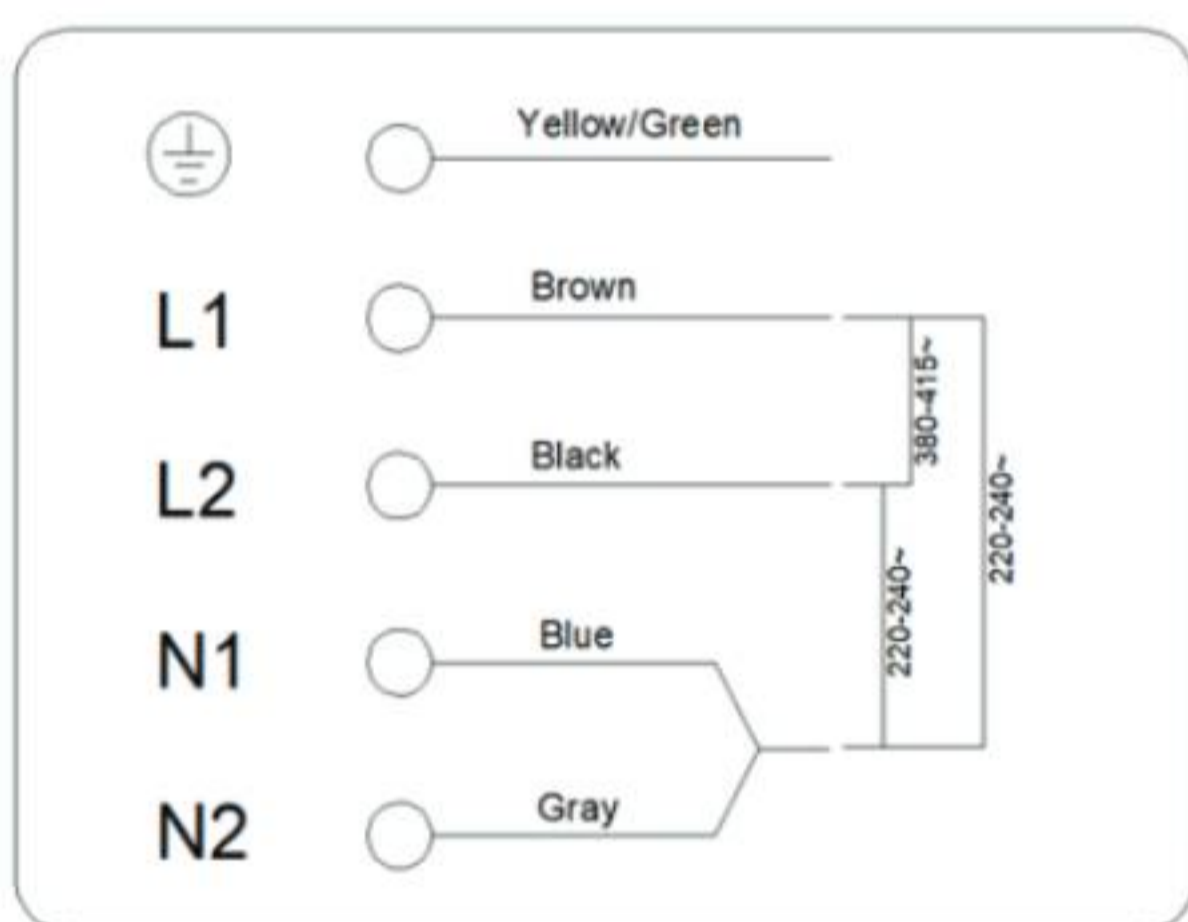 Yellow/Green
L1
Brown
380-415~
L2
Black
220-240~
220-240~
N1
Blue
N2
Gray